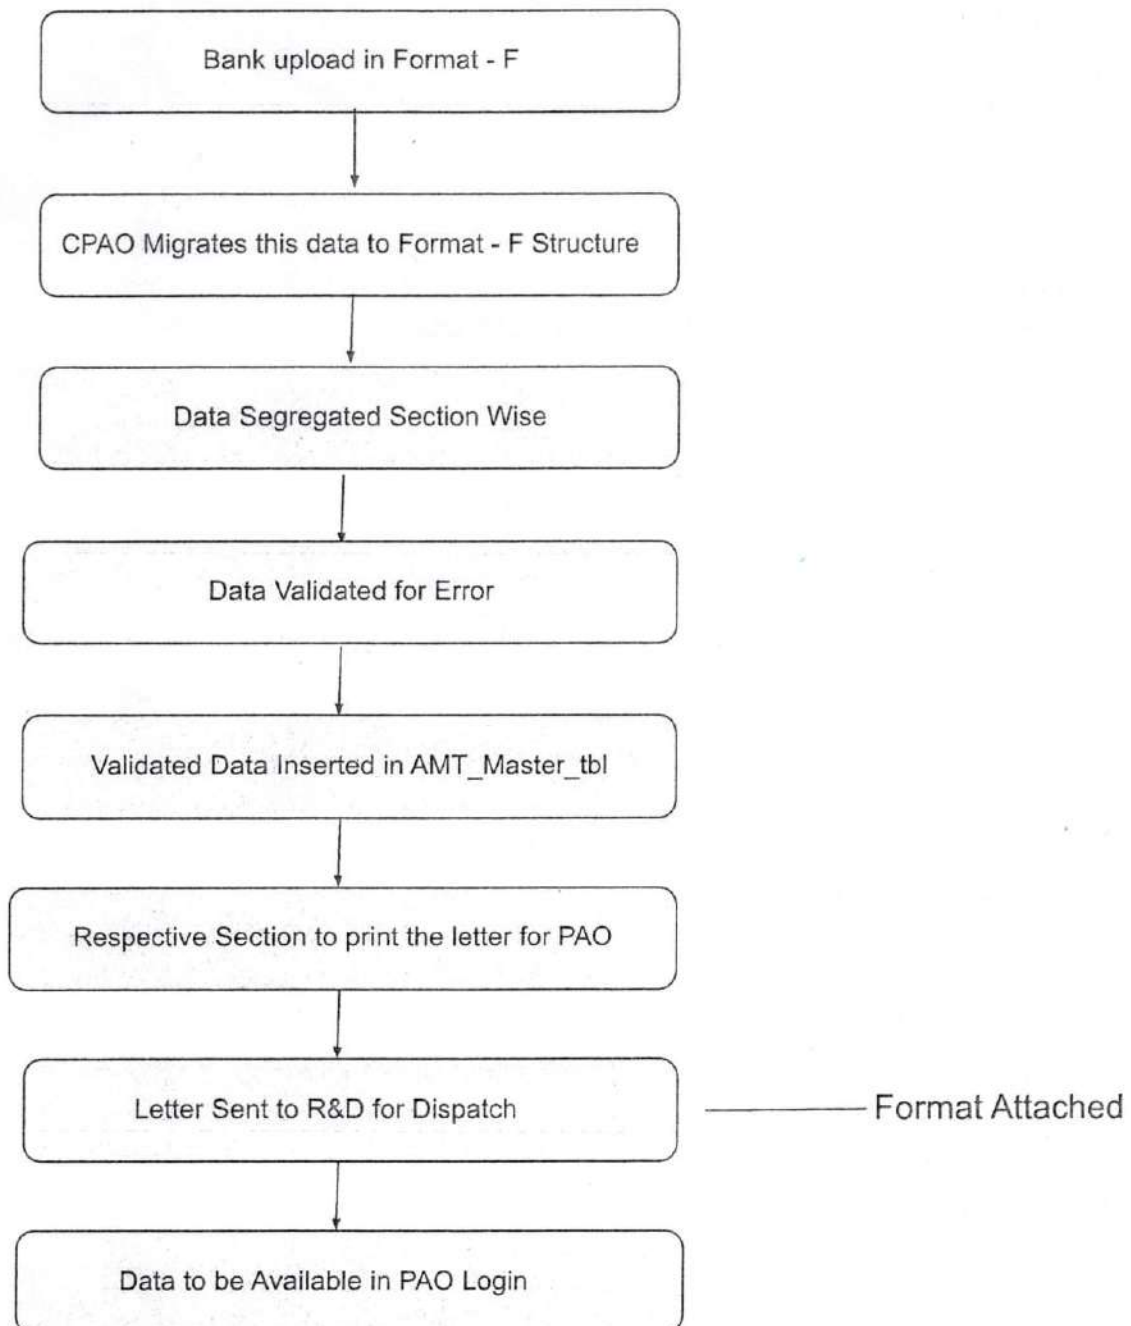 Bank upload in Format - F
CPAO Migrates this data to Format - F Structure
Data Segregated Section Wise
Data Validated for Error
Validated Data Inserted in AMT_Master_tbl
Respective Section to print the letter for PAO
Letter Sent to R&D for Dispatch
Format Attached
Data to be Available in PAO Login